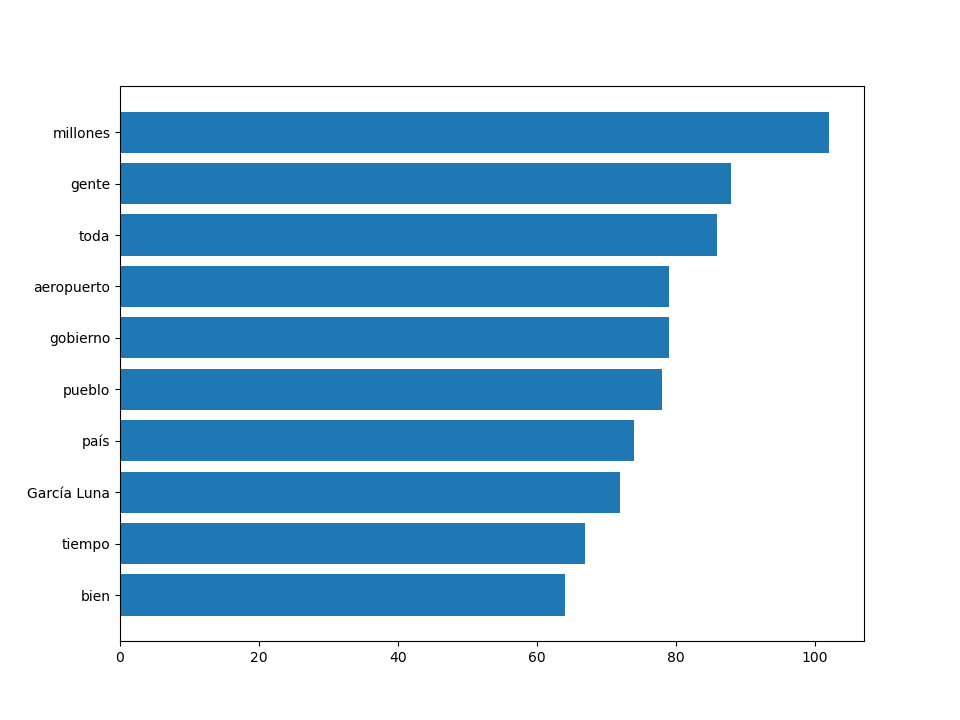 millones
gente
toda
aeropuerto
gobierno
pueblo
país
García Luna
tiempo
bien
0 20 40 60 80 100